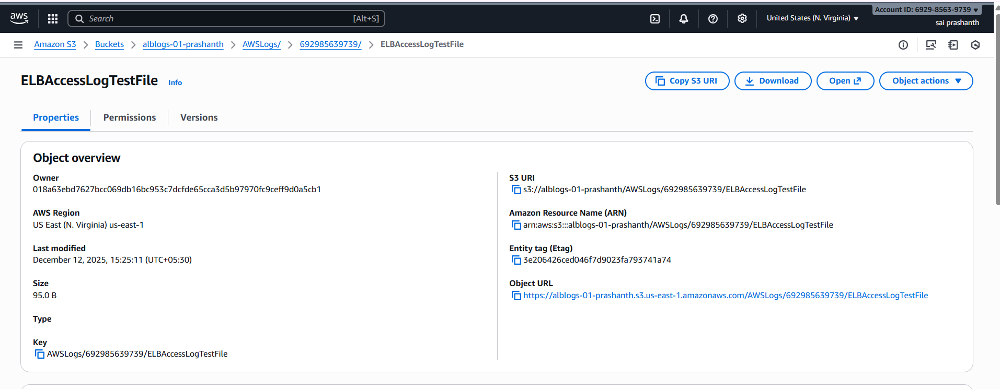 aws
Search [Alt+S]
United States (N. Virginia)
Account ID: 6929-8563-9739
sai prashanth
Amazon S3 > Buckets > alblogs-01-prashanth > AWSLogs/ > 692985639739/ > ELBAccessLogTestFile
ELBAccessLogTestFile Info
Copy S3 URI Download Open Object actions
Properties Permissions Versions
Object overview
Owner
018a63ebd7627bcc069db16bc953c7dcfde65cca3d5b97970fc9ceff9d0a5cb1
AWS Region
US East (N. Virginia) us-east-1
Last modified
December 12, 2025, 15:25:11 (UTC+05:30)
Size
95.0 B
Type
Key
AWSLogs/692985639739/ELBAccessLogTestFile
S3 URI
s3://alblogs-01-prashanth/AWSLogs/692985639739/ELBAccessLogTestFile
Amazon Resource Name (ARN)
arn:aws:s3:::alblogs-01-prashanth/AWSLogs/692985639739/ELBAccessLogTestFile
Entity tag (Etag)
3e206426ced046f7d9023fa793741a74
Object URL
https://alblogs-01-prashanth.s3.us-east-1.amazonaws.com/AWSLogs/692985639739/ELBAccessLogTestFile